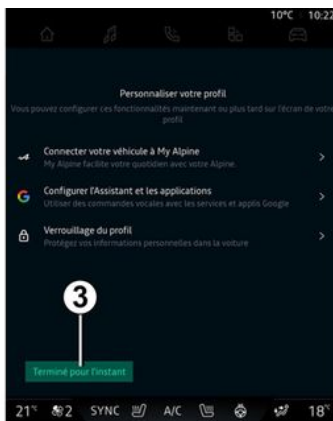 10°C 10:22
Personnaliser votre profil
Vous pouvez configurer ces fonctionnalités maintenant ou plus tard sur l'écran de votre
profil
Connecter votre véhicule à My Alpine
My Alpine facilite votre quotidien avec votre Alpine.
Configurer l'Assistant et les applications
Utiliser des commandes vocales avec les services et applis Google
Verrouillage du profil
Protégez vos informations personnelles dans la voiture
3
Terminé pour l'instant
21°C 2 SYNC A/C 18°C